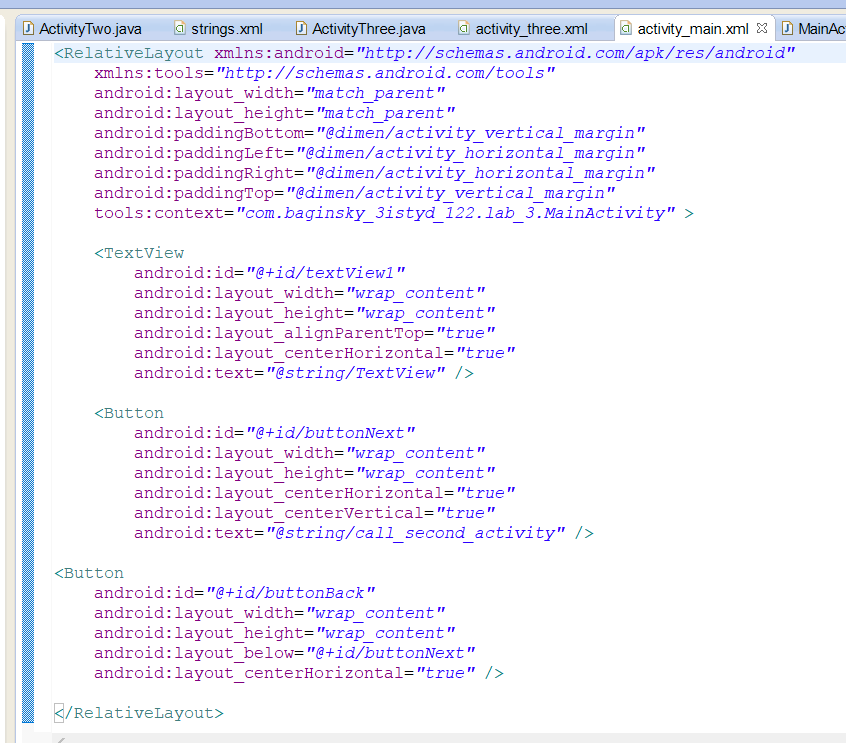 ActivityTwo.java strings.xml ActivityThree.java activity_three.xml activity_main.xml MainAc
<RelativeLayout xmlns:android="http://schemas.android.com/apk/res/android"
    xmlns:tools="http://schemas.android.com/tools"
    android:layout_width="match_parent"
    android:layout_height="match_parent"
    android:paddingBottom="@dimen/activity_vertical_margin"
    android:paddingLeft="@dimen/activity_horizontal_margin"
    android:paddingRight="@dimen/activity_horizontal_margin"
    android:paddingTop="@dimen/activity_vertical_margin"
    tools:context="com.baginsky_3istyd_122.lab_3.MainActivity" >

    <TextView
        android:id="@+id/textView1"
        android:layout_width="wrap_content"
        android:layout_height="wrap_content"
        android:layout_alignParentTop="true"
        android:layout_centerHorizontal="true"
        android:text="@string/TextView" />

    <Button
        android:id="@+id/buttonNext"
        android:layout_width="wrap_content"
        android:layout_height="wrap_content"
        android:layout_centerHorizontal="true"
        android:layout_centerVertical="true"
        android:text="@string/call_second_activity" />

<Button
    android:id="@+id/buttonBack"
    android:layout_width="wrap_content"
    android:layout_height="wrap_content"
    android:layout_below="@+id/buttonNext"
    android:layout_centerHorizontal="true" />

</RelativeLayout>